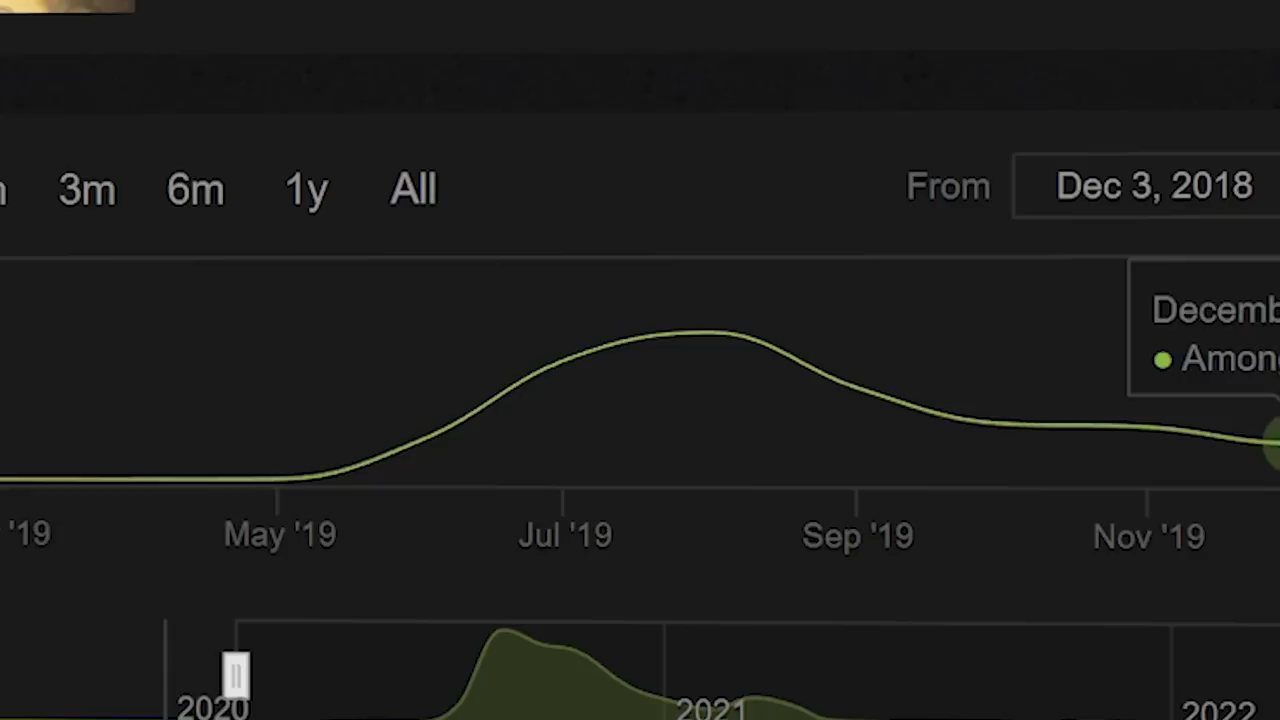 3m 6m 1y All From Dec 3, 2018
Decemb
Among
'19 May '19 Jul '19 Sep '19 Nov '19
2020 2021 2022